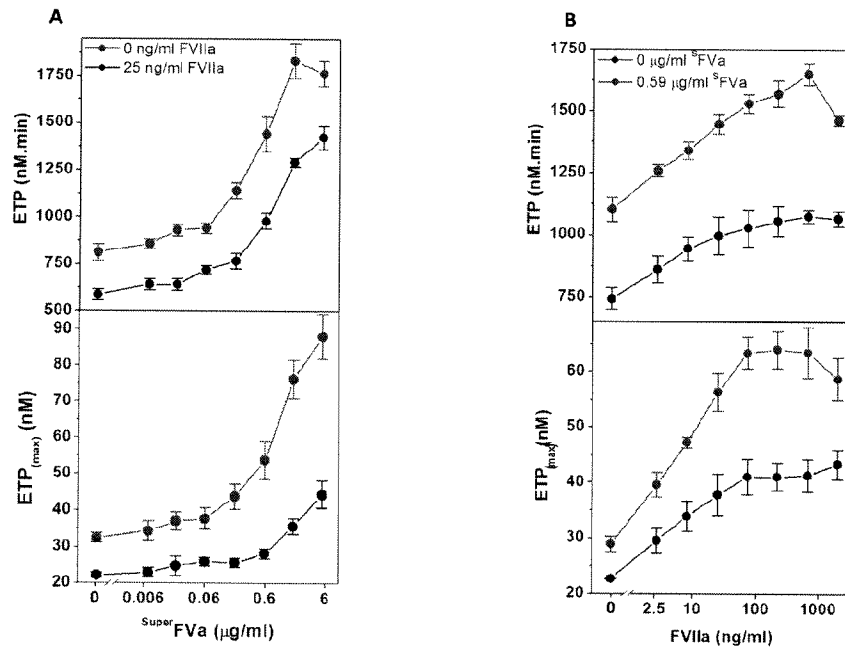 A
0 ng/ml FVIIa
25 ng/ml FVIIa
1750
1500
1250
1000
750
500
ETP (nM.min)
90
80
70
60
50
40
30
20
ETP(max) (nM)
0 0.006 0.06 0.6 6
SuperFVa (µg/ml)
B
0 µg/ml SFVa
0.59 µg/ml SFVa
1750
1500
1250
1000
750
ETP (nM.min)
60
50
40
30
20
ETP(max)(nM)
0 2.5 10 100 1000
FVIIa (ng/ml)